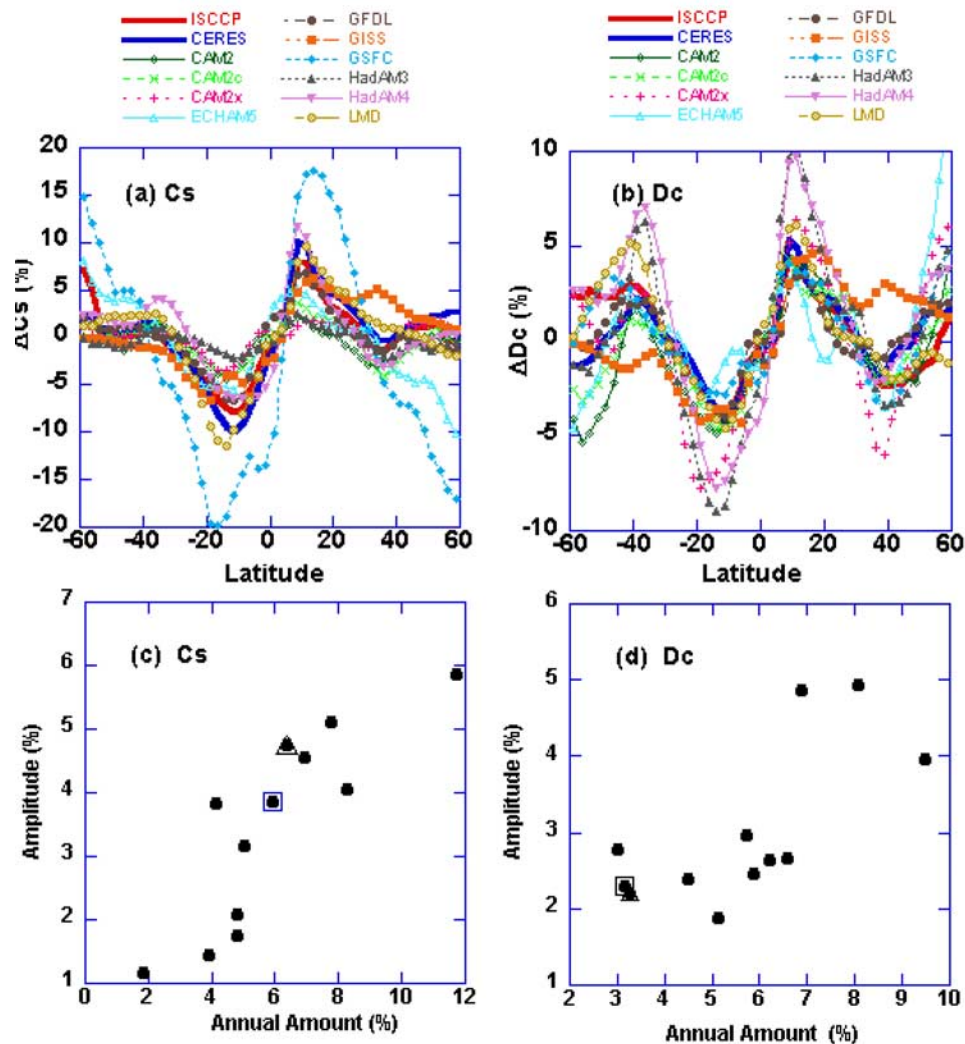 ISCCP GFDL ISCCP GFDL
CERES GISS CERES GISS
CAM2 GSFC CAM2 GSFC
CAM2c HadAM3 CAM2c HadAM3
CAM2x HadAM4 CAM2x HadAM4
ECHAM5 LMD ECHAM5 LMD
(a) Cs
ΔCs (%)
20
15
10
5
0
-5
-10
-15
-20
-60 -40 -20 0 20 40 60
Latitude
(b) Dc
ΔDc (%)
10
5
0
-5
-10
-60 -40 -20 0 20 40 60
Latitude
(c) Cs
Amplitude (%)
7
6
5
4
3
2
1
0 2 4 6 8 10 12
Annual Amount (%)
(d) Dc
Amplitude (%)
6
5
4
3
2
1
2 3 4 5 6 7 8 9 10
Annual Amount (%)